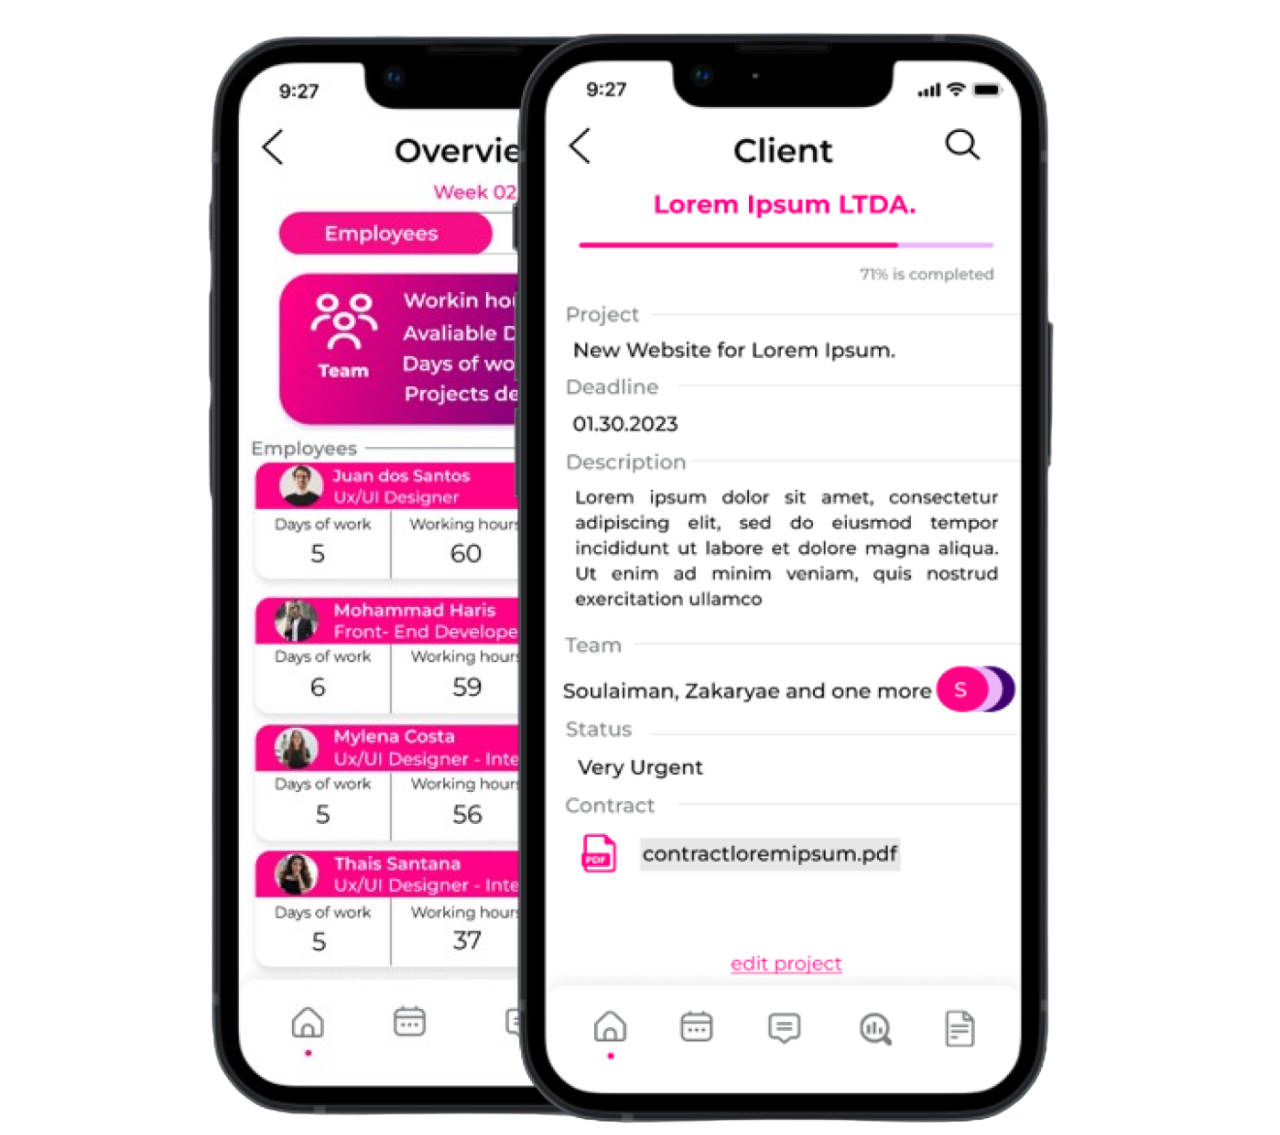 9:27
Overvie
Week 02
Employees
Team
Workin hou
Avaliable D
Days of wo
Projects de
Employees
Juan dos Santos
Ux/UI Designer
Days of work
Working hours
5
60
Mohammad Haris
Front- End Develope
Days of work
Working hours
6
59
Mylena Costa
Ux/UI Designer - Inte
Days of work
Working hours
5
56
Thais Santana
Ux/UI Designer - Inte
Days of work
Working hours
5
37
9:27
Client
Lorem Ipsum LTDA.
71% is completed
Project
New Website for Lorem Ipsum.
Deadline
01.30.2023
Description
Lorem ipsum dolor sit amet, consectetur
adipiscing elit, sed do eiusmod tempor
incididunt ut labore et dolore magna aliqua.
Ut enim ad minim veniam, quis nostrud
exercitation ullamco
Team
Soulaiman, Zakaryae and one more
S
Status
Very Urgent
Contract
PDF
contractloremipsum.pdf
edit project